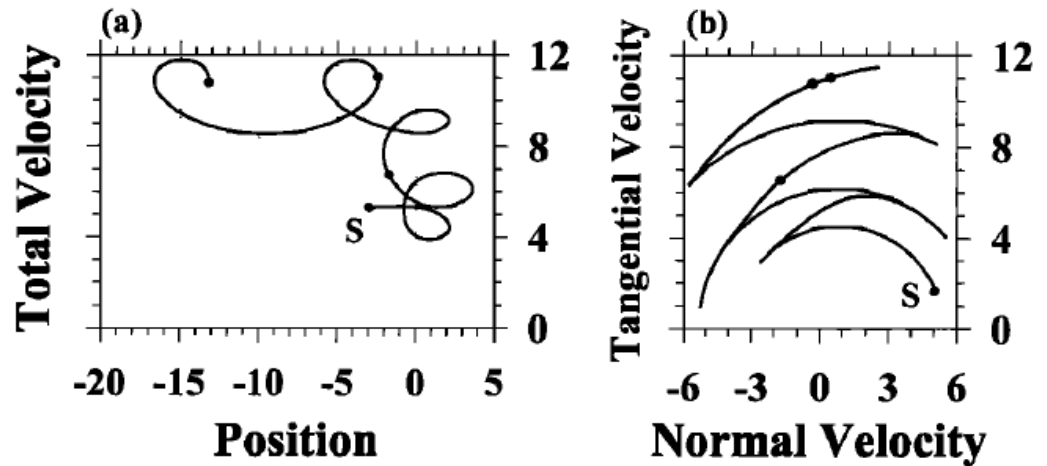 (a)
Total Velocity
12
8
4
0
S
-20 -15 -10 -5 0 5
Position
(b)
Tangential Velocity
12
8
4
0
S
-6 -3 0 3 6
Normal Velocity